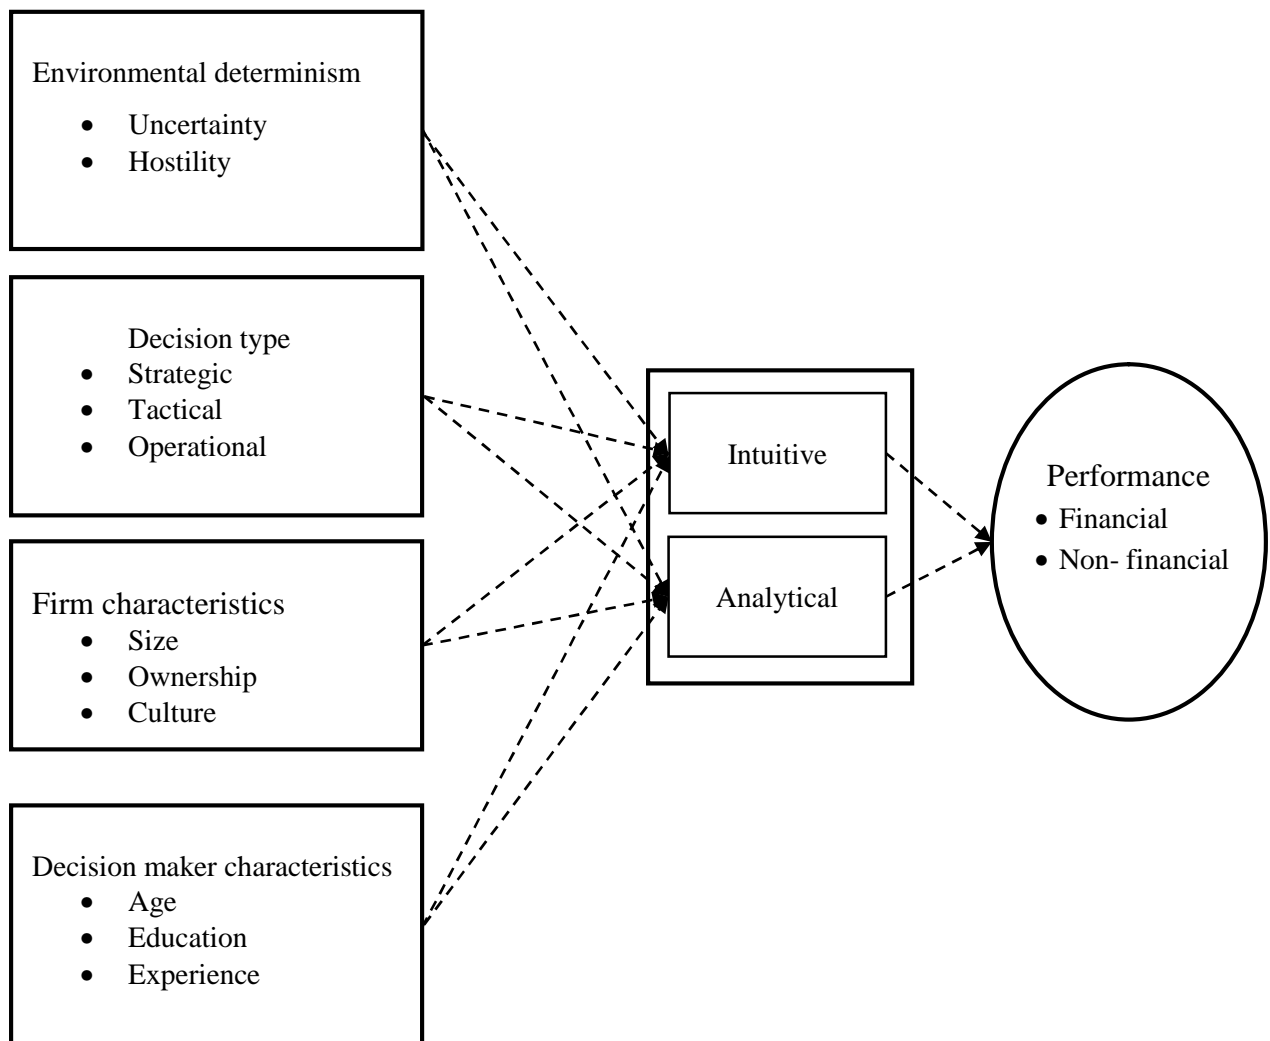 Environmental determinism
• Uncertainty
• Hostility
Decision type
• Strategic
• Tactical
• Operational
Firm characteristics
• Size
• Ownership
• Culture
Decision maker characteristics
• Age
• Education
• Experience
Intuitive
Analytical
Performance
• Financial
• Non- financial